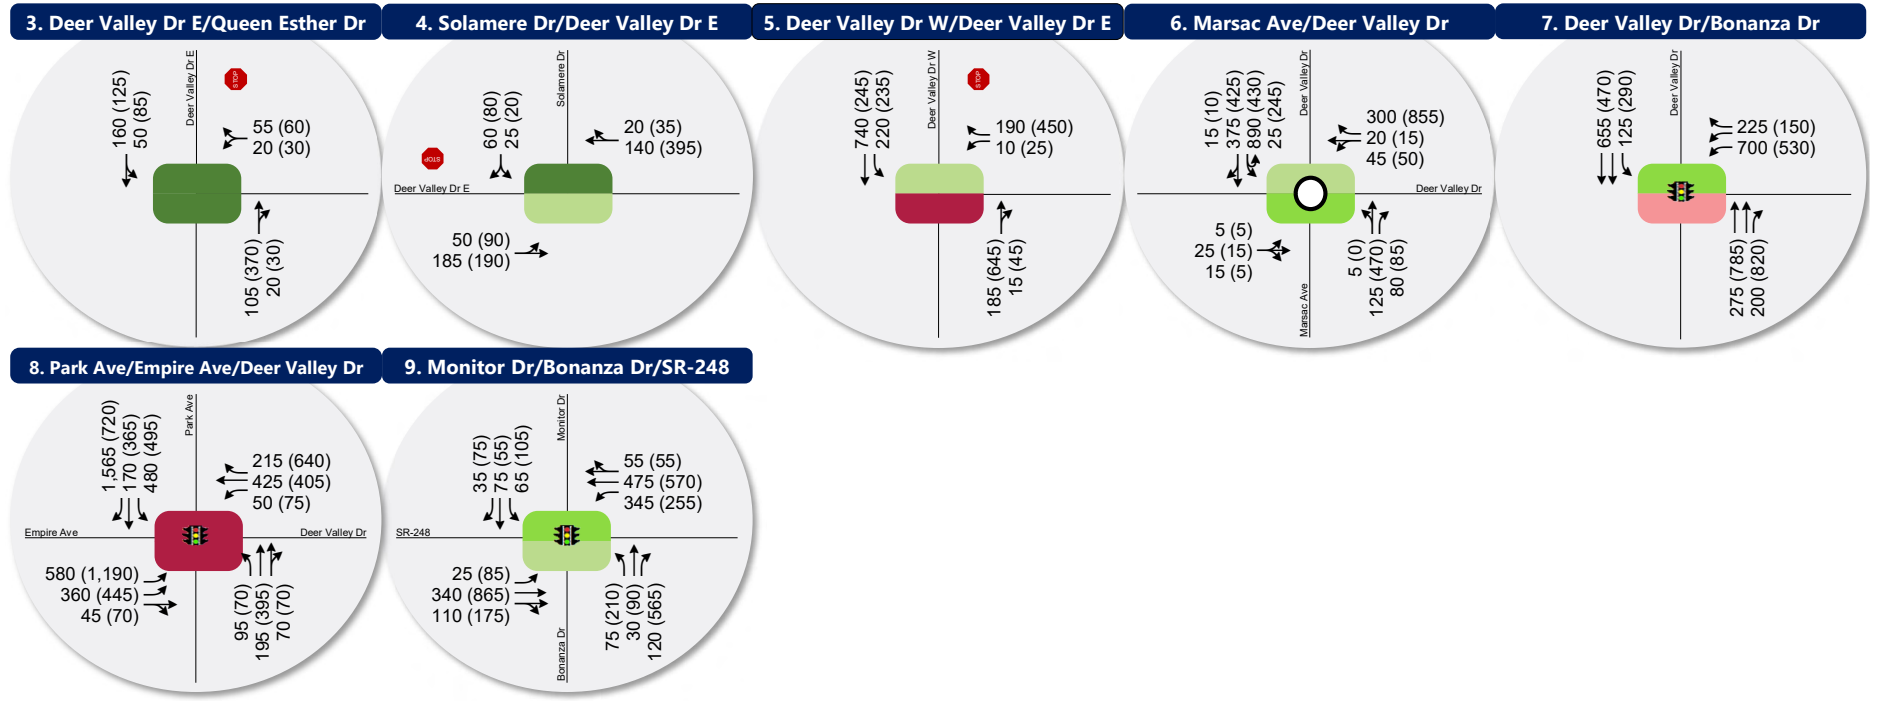 3. Deer Valley Dr E/Queen Esther Dr
Deer Valley Dr E
STOP
160 (125)
50 (85)
55 (60)
20 (30)
105 (370)
20 (30)
4. Solamere Dr/Deer Valley Dr E
Solamere Dr
STOP
Deer Valley Dr E
60 (80)
25 (20)
20 (35)
140 (395)
50 (90)
185 (190)
5. Deer Valley Dr W/Deer Valley Dr E
Deer Valley Dr W
STOP
740 (245)
220 (235)
190 (450)
10 (25)
185 (645)
15 (45)
6. Marsac Ave/Deer Valley Dr
Deer Valley Dr
15 (10)
375 (425)
890 (430)
25 (245)
300 (855)
20 (15)
45 (50)
Deer Valley Dr
5 (5)
25 (15)
15 (5)
5 (0)
125 (470)
80 (85)
Marsac Ave
7. Deer Valley Dr/Bonanza Dr
Deer Valley Dr
655 (470)
125 (290)
225 (150)
700 (530)
275 (785)
200 (820)
8. Park Ave/Empire Ave/Deer Valley Dr
Park Ave
1,565 (720)
170 (365)
480 (495)
215 (640)
425 (405)
50 (75)
Empire Ave
Deer Valley Dr
580 (1,190)
360 (445)
45 (70)
95 (70)
195 (395)
70 (70)
9. Monitor Dr/Bonanza Dr/SR-248
Monitor Dr
35 (75)
75 (55)
65 (105)
55 (55)
475 (570)
345 (255)
SR-248
25 (85)
340 (865)
110 (175)
75 (210)
30 (90)
120 (565)
Bonanza Dr